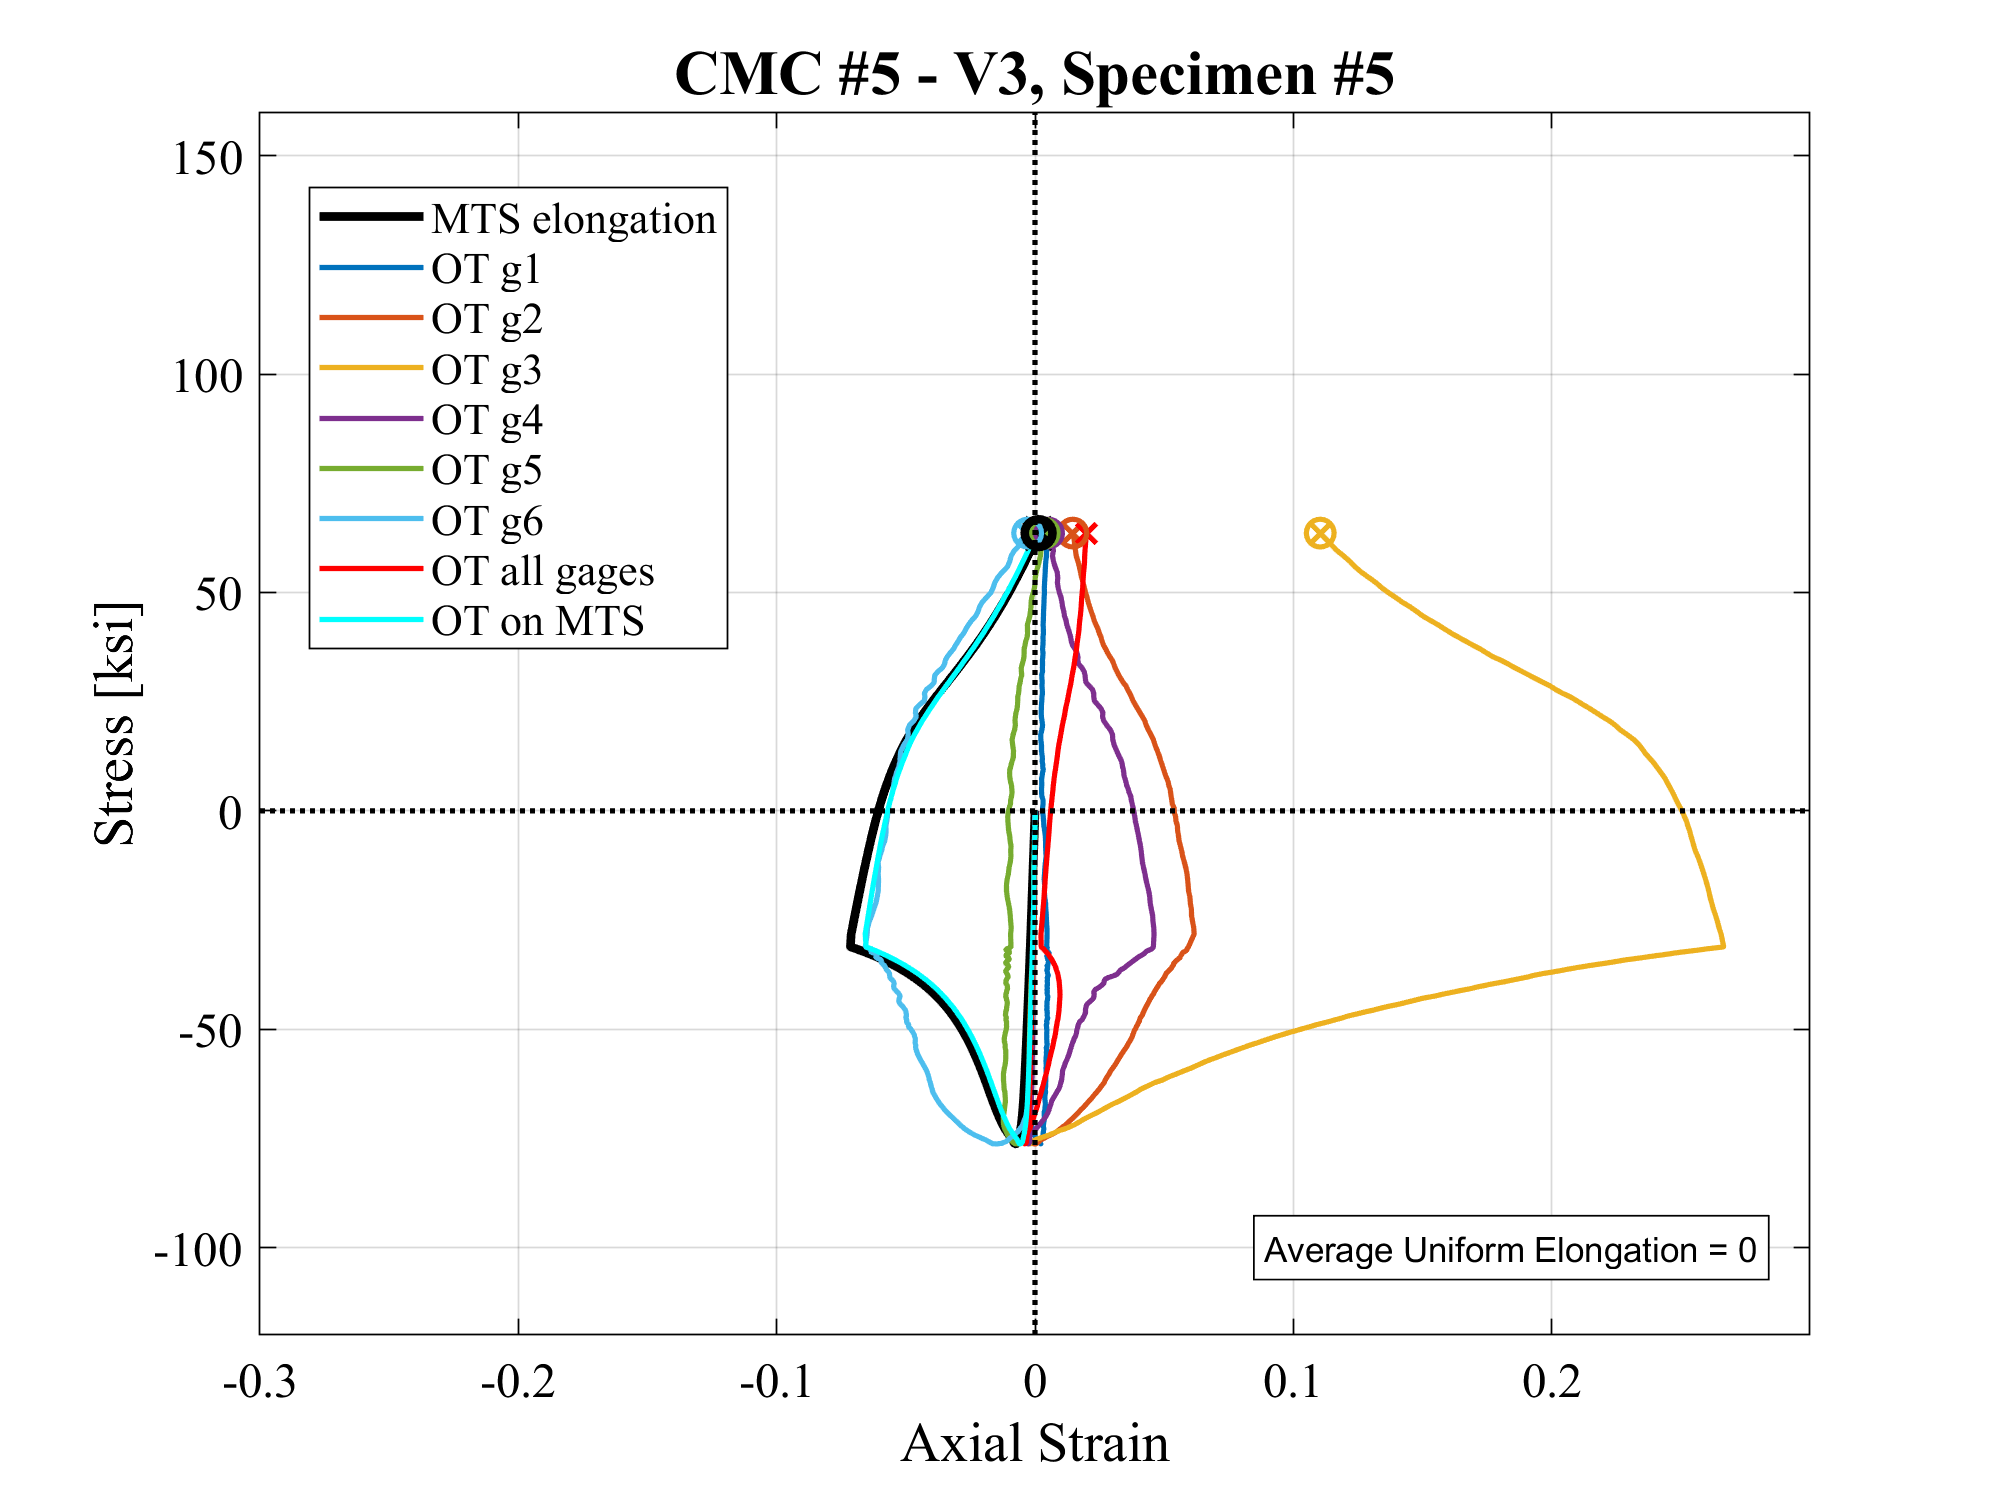 CMC #5 - V3, Specimen #5
150
100
50
0
-50
-100
Stress [ksi]
MTS elongation
OT g1
OT g2
OT g3
OT g4
OT g5
OT g6
OT all gages
OT on MTS
Average Uniform Elongation = 0
-0.3
-0.2
-0.1
0
0.1
0.2
Axial Strain